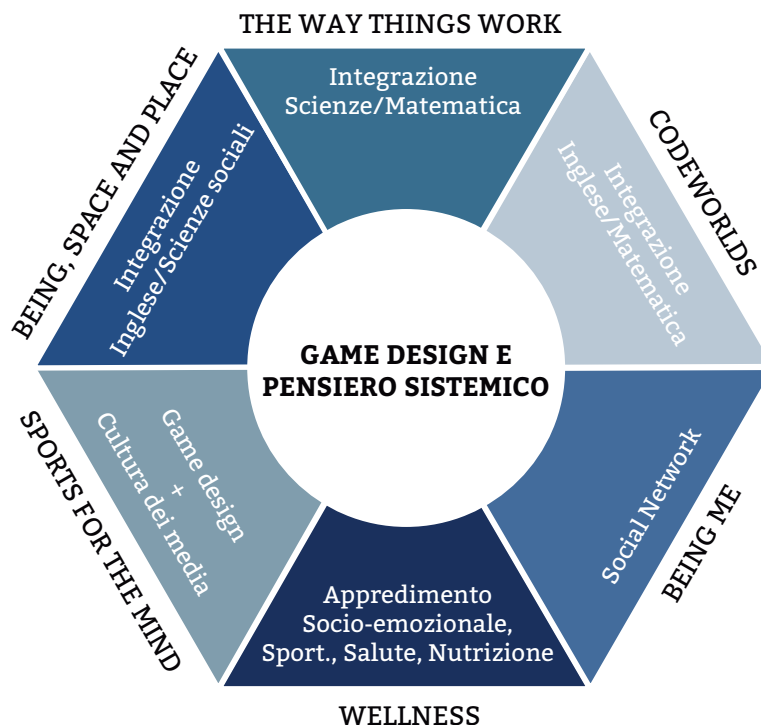 THE WAY THINGS WORK
Integrazione
Scienze/Matematica
CODEWORLDS
Integrazione
Inglese/Matematica
BEING, SPACE AND PLACE
Integrazione
Inglese/Scienze sociali
GAME DESIGN E
PENSIERO SISTEMICO
SPORTS FOR THE MIND
Game design
+
Cultura dei media
BEING ME
Social Network
Appredimento
Socio-emozionale,
Sport., Salute, Nutrizione
WELLNESS